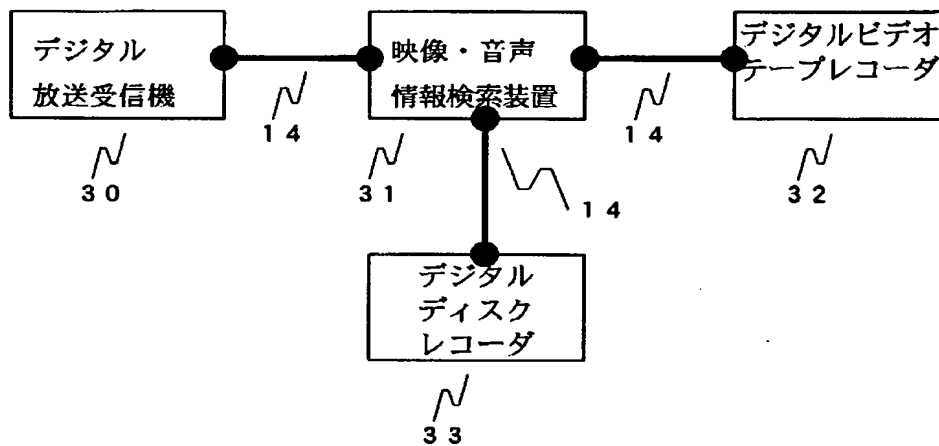 デジタル
放送受信機
映像・音声
情報検索装置
デジタルビデオ
テープレコーダ
14
14
30
31
14
32
デジタル
ディスク
レコーダ
33